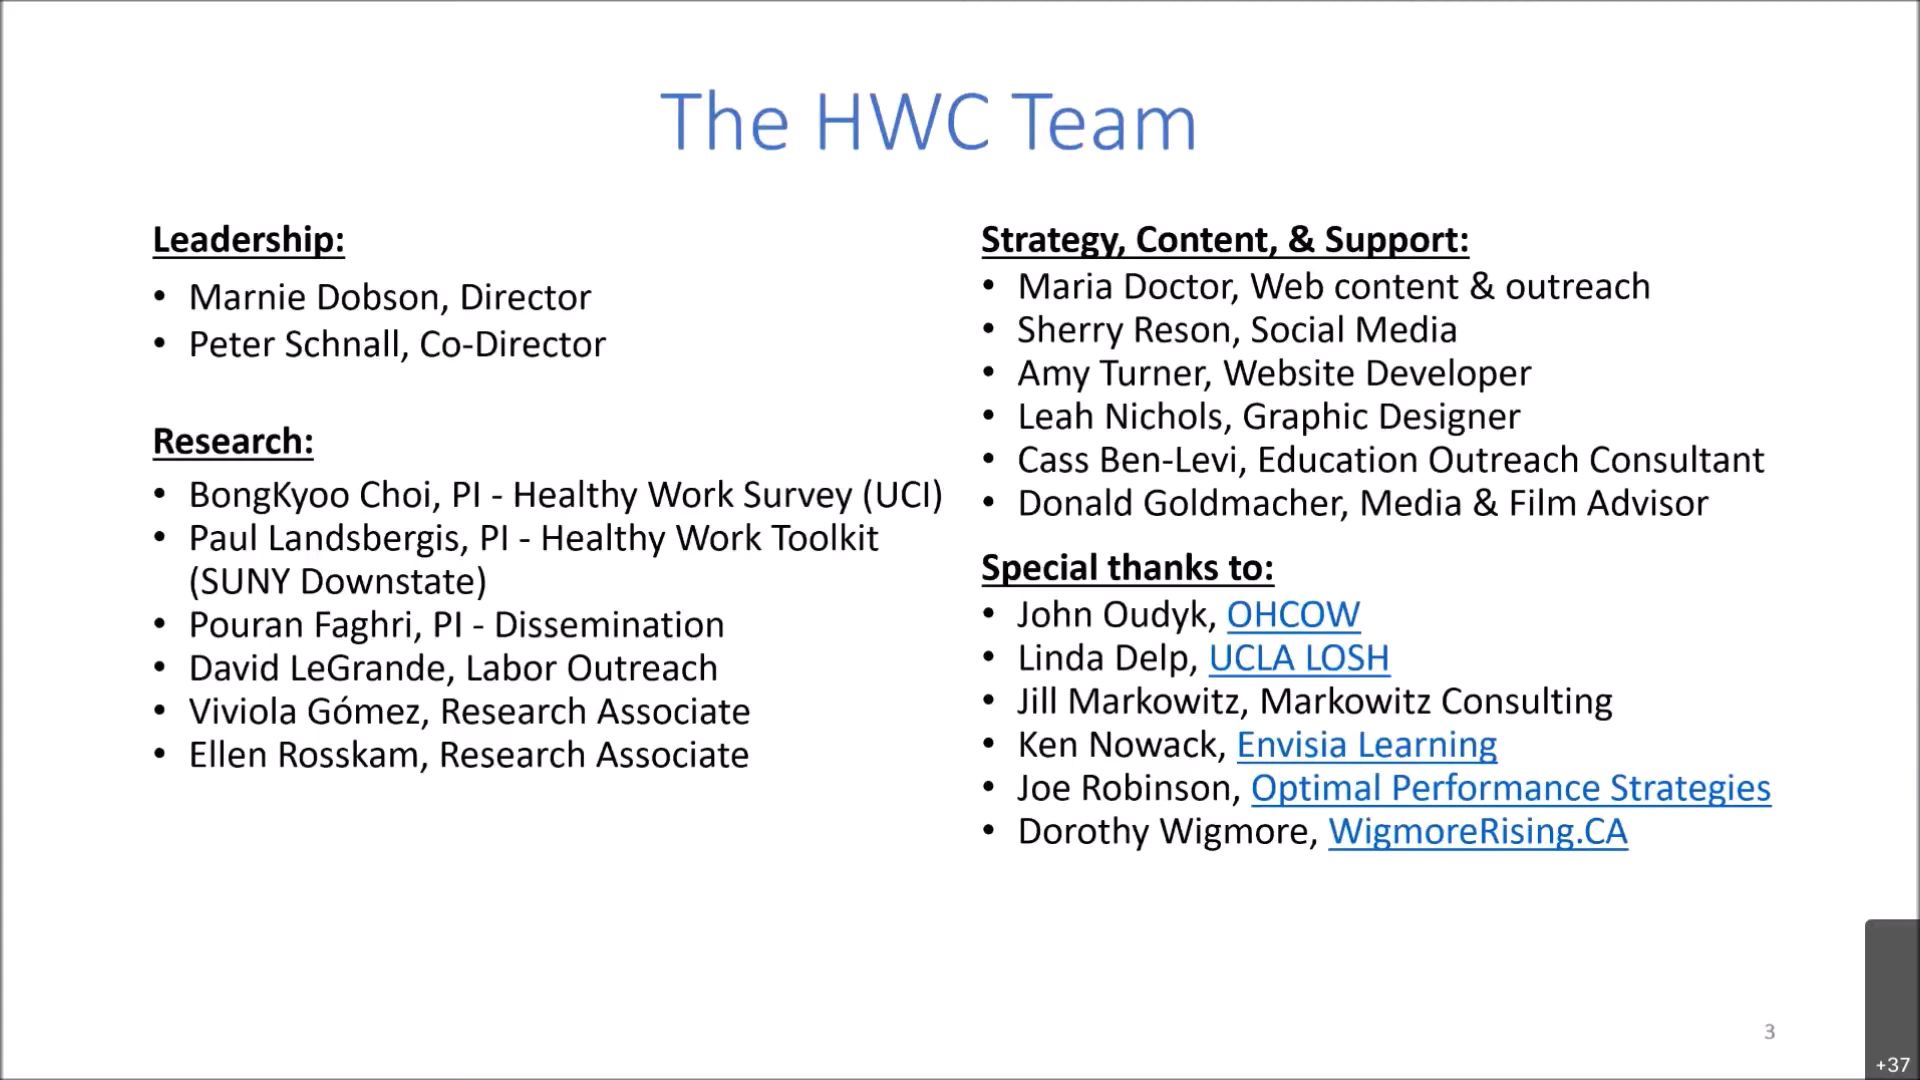 The HWC Team
Leadership:
• Marnie Dobson, Director
• Peter Schnall, Co-Director
Research:
• BongKyoo Choi, PI - Healthy Work Survey (UCI)
• Paul Landsbergis, PI - Healthy Work Toolkit
(SUNY Downstate)
• Pouran Faghri, PI - Dissemination
• David LeGrande, Labor Outreach
• Viviola Gómez, Research Associate
• Ellen Rosskam, Research Associate
Strategy, Content, & Support:
• Maria Doctor, Web content & outreach
• Sherry Reson, Social Media
• Amy Turner, Website Developer
• Leah Nichols, Graphic Designer
• Cass Ben-Levi, Education Outreach Consultant
• Donald Goldmacher, Media & Film Advisor
Special thanks to:
• John Oudyk, OHCOW
• Linda Delp, UCLA LOSH
• Jill Markowitz, Markowitz Consulting
• Ken Nowack, Envisia Learning
• Joe Robinson, Optimal Performance Strategies
• Dorothy Wigmore, WigmoreRising.CA
3
+37